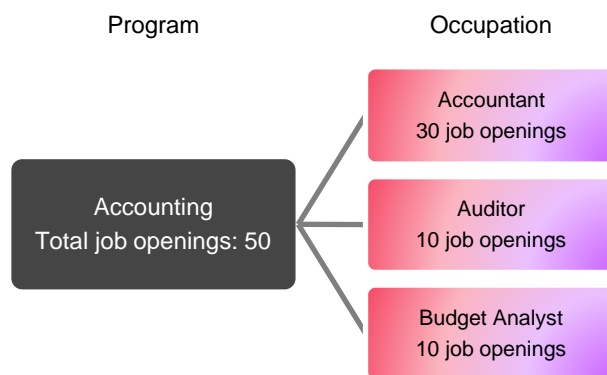 Program
Occupation
Accounting
Total job openings: 50
Accountant
30 job openings
Auditor
10 job openings
Budget Analyst
10 job openings